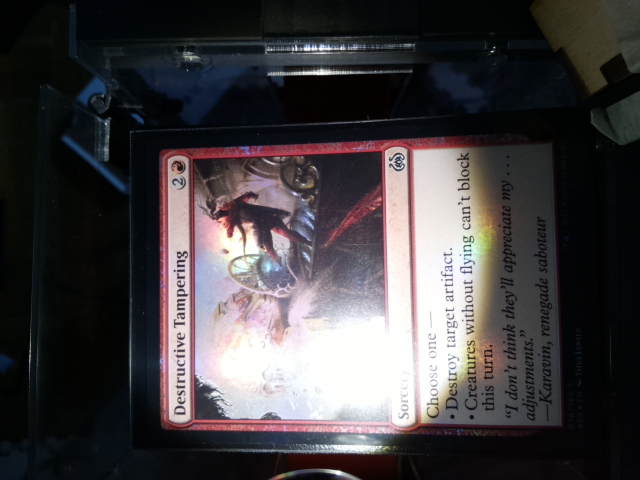 Destructive Tampering
2
Sorcery
Choose one —
• Destroy target artifact.
• Creatures without flying can't block
this turn.
"I don't think they'll appreciate my . . .
adjustments."
—Karavin, renegade saboteur